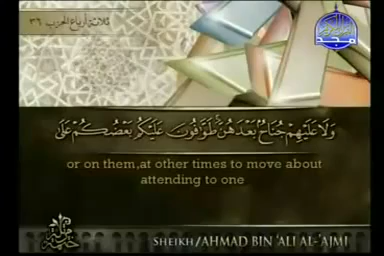 ثلاثة أرباع الحزب ٣٦
المجد
وَلَا عَلَيْهِمْ جُنَاحٌ بَعْدَهُنَّ طَوَّٰفُونَ عَلَيْكُم بَعْضُكُمْ عَلَىٰ
or on them,at other times to move about
attending to one
SHEIKH/AHMAD BIN 'ALI AL-'AJMI